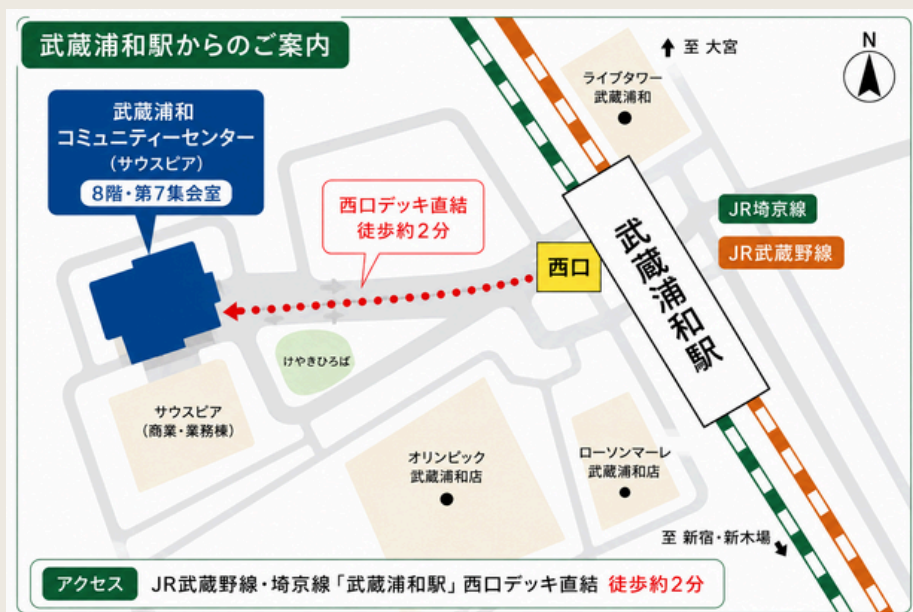 武蔵浦和駅からのご案内
N
至 大宮
ライブタワー
武蔵浦和
武蔵浦和
コミュニティーセンター
(サウスピア)
8階・第7集会室
西口デッキ直結
徒歩約2分
JR埼京線
JR武蔵野線
西口
武蔵浦和駅
けやきひろば
サウスピア
(商業・業務棟)
オリンピック
武蔵浦和店
ローソンマーレ
武蔵浦和店
至 新宿・新木場
アクセス JR武蔵野線・埼京線「武蔵浦和駅」西口デッキ直結 徒歩約2分